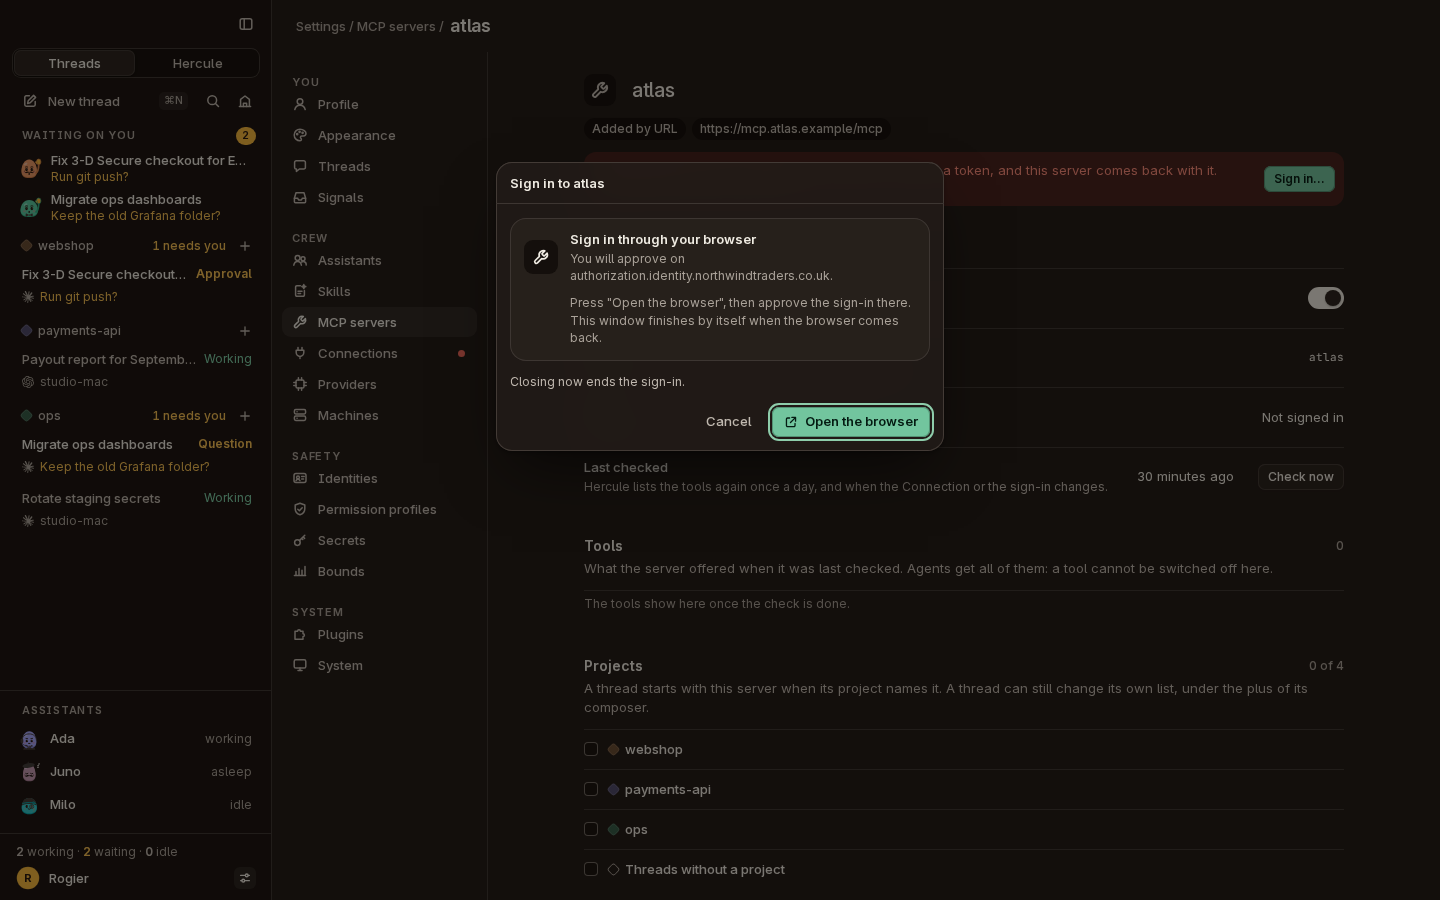 Threads
Hercule
New thread
⌘N
WAITING ON YOU
2
Fix 3-D Secure checkout for E…
Run git push?
Migrate ops dashboards
Keep the old Grafana folder?
webshop
1 needs you
Fix 3-D Secure checkout…
Approval
Run git push?
payments-api
Payout report for Septemb…
Working
studio-mac
ops
1 needs you
Migrate ops dashboards
Question
Keep the old Grafana folder?
Rotate staging secrets
Working
studio-mac
ASSISTANTS
Ada
working
Juno
asleep
Milo
idle
2 working · 2 waiting · 0 idle
R
Rogier
Settings / MCP servers / atlas
YOU
Profile
Appearance
Threads
Signals
CREW
Assistants
Skills
MCP servers
Connections
Providers
Machines
SAFETY
Identities
Permission profiles
Secrets
Bounds
SYSTEM
Plugins
System
atlas
Added by URL
https://mcp.atlas.example/mcp
a token, and this server comes back with it.
Sign in…
Sign in to atlas
Sign in through your browser
You will approve on
authorization.identity.northwindtraders.co.uk.
Press "Open the browser", then approve the sign-in there.
This window finishes by itself when the browser comes
back.
Closing now ends the sign-in.
Cancel
Open the browser
atlas
Not signed in
Last checked
Hercule lists the tools again once a day, and when the Connection or the sign-in changes.
30 minutes ago
Check now
Tools
0
What the server offered when it was last checked. Agents get all of them: a tool cannot be switched off here.
The tools show here once the check is done.
Projects
0 of 4
A thread starts with this server when its project names it. A thread can still change its own list, under the plus of its
composer.
webshop
payments-api
ops
Threads without a project